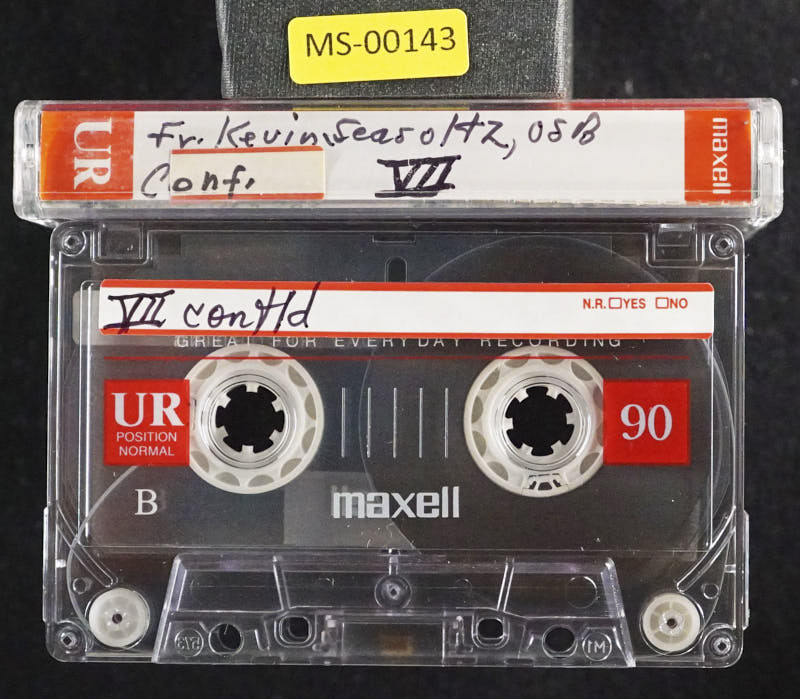 MS-00143
UR
Fr. Kevin Seasoltz, OSB
Conf. VII
maxell
VII cont'd
N.R. YES NO
GREAT FOR EVERYDAY RECORDING
UR
POSITION
NORMAL
90
B
maxell